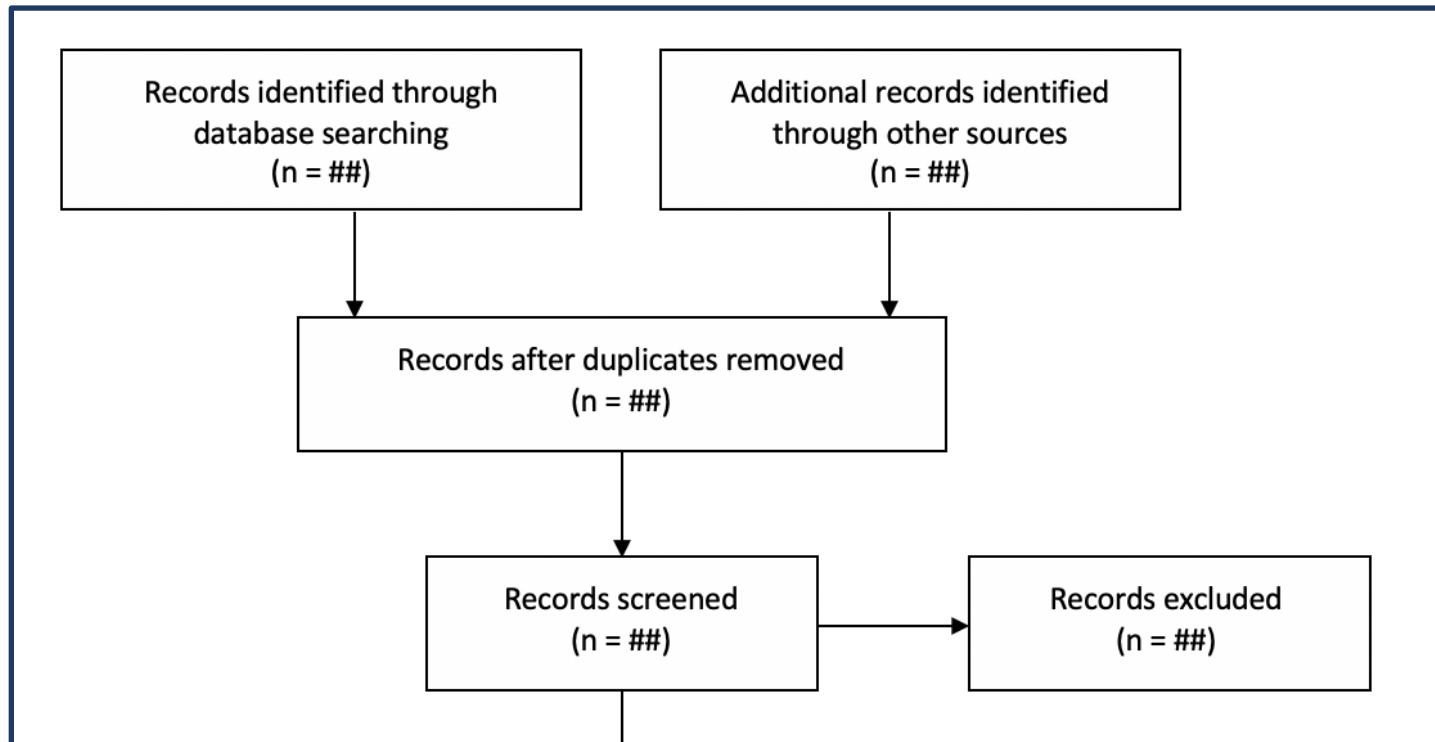 Records identified through
database searching
(n = ##)
Additional records identified
through other sources
(n = ##)
Records after duplicates removed
(n = ##)
Records screened
(n = ##)
Records excluded
(n = ##)